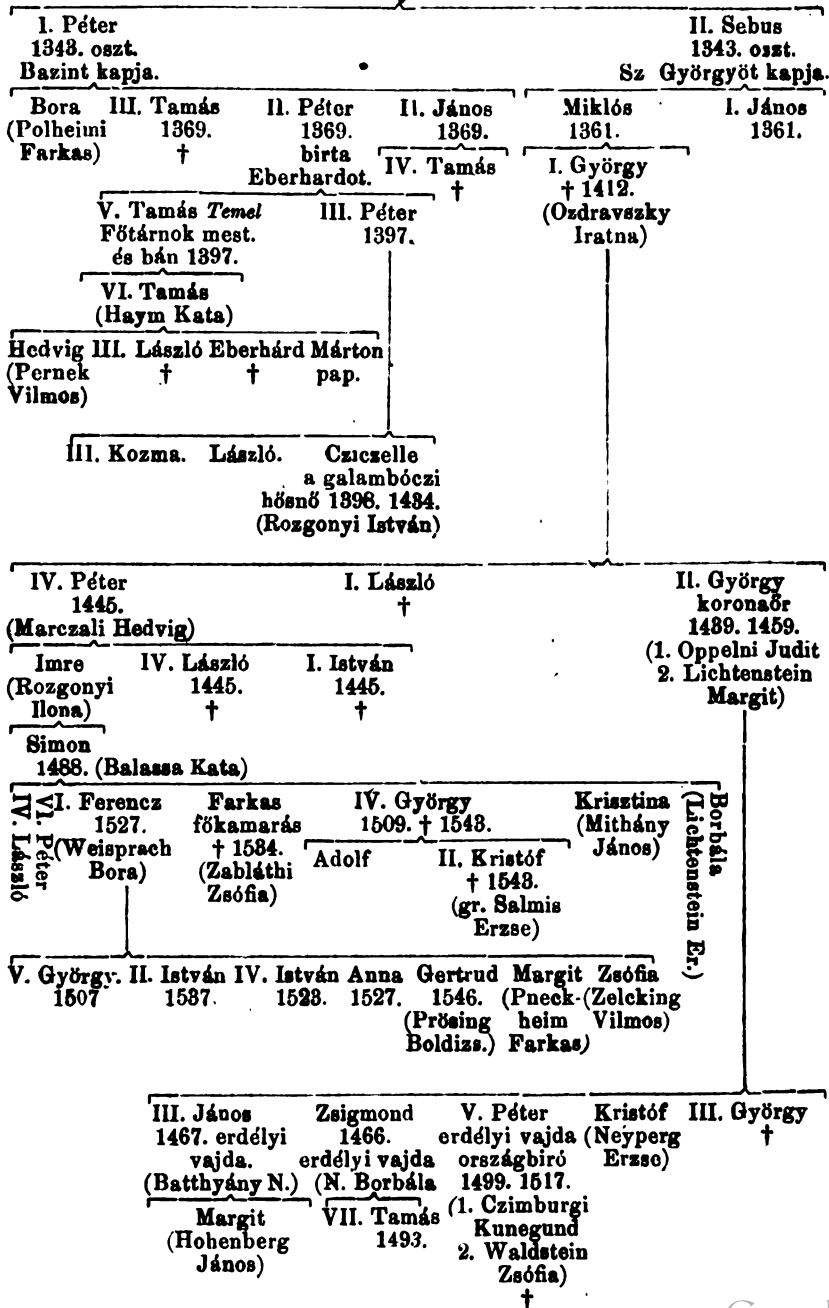 I. Péter II. Sebus
1343. oszt. 1343. oszt.
Bazint kapja. Sz Györgyöt kapja.
Bora III. Tamás II. Péter II. János Miklós I. János
(Polheimi 1369. 1369. 1369. 1361. 1361.
Farkas) † birta IV. Tamás I. György
Eberhardot. † † 1412.
V. Tamás Temel III. Péter (Ozdravszky
Főtárnok mest. 1397. Iratna)
és bán 1397.
VI. Tamás
(Haym Kata)
Hedvig III. László Eberhárd Márton
(Pernek † † pap.
Vilmos)
III. Kozma. László. Cziczelle
a galambóczi
hősnő 1398. 1434.
(Rozgonyi István)
IV. Péter I. László II. György
1445. † koronaőr
(Marczali Hedvig) 1439. 1459.
Imre IV. László I. István (1. Oppelni Judit
(Rozgonyi 1445. 1445. 2. Lichtenstein
Ilona) † † Margit)
Simon
1488. (Balassa Kata)
IV. László
VI. Péter
I. Ferencz Farkas IV. György Krisztina
1527. főkamarás 1509. † 1543. (Mithány
(Weisprach † 1534. Adolf II. Kristóf János)
Bora) (Zabláthi † 1543.
Zsófia) (gr. Salmis
Erzse)
Borbála
(Lichtenstein Er.)
V. György. II. István IV. István Anna Gertrud Margit Zsófia
1507 1537. 1523. 1527. 1546. (Pneck- (Zelcking
(Prösing heim Vilmos)
Boldizs.) Farkas)
III. János Zsigmond V. Péter Kristóf III. György
1467. erdélyi 1466. erdélyi vajda (Neyperg †
vajda. erdélyi vajda országbiró Erzse)
(Batthyány N.) (N. Borbála 1499. 1517.
Margit VII. Tamás (1. Czimburgi
(Hohenberg 1493. Kunegund
János) 2. Waldstein
Zsófia)
†